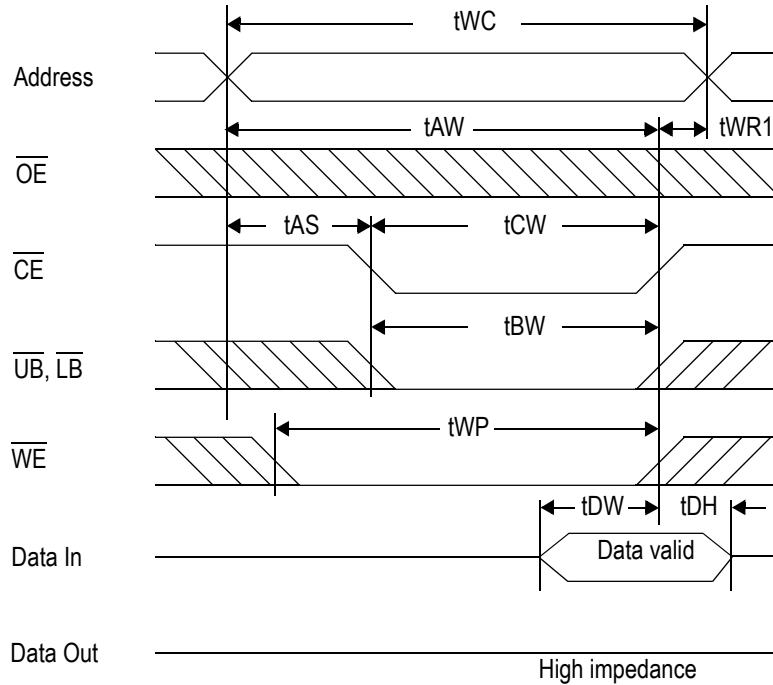 tWC
Address
tAW
tWR1
OE
tAS
tCW
CE
tBW
UB, LB
tWP
WE
tDW
tDH
Data In
Data valid
Data Out
High impedance